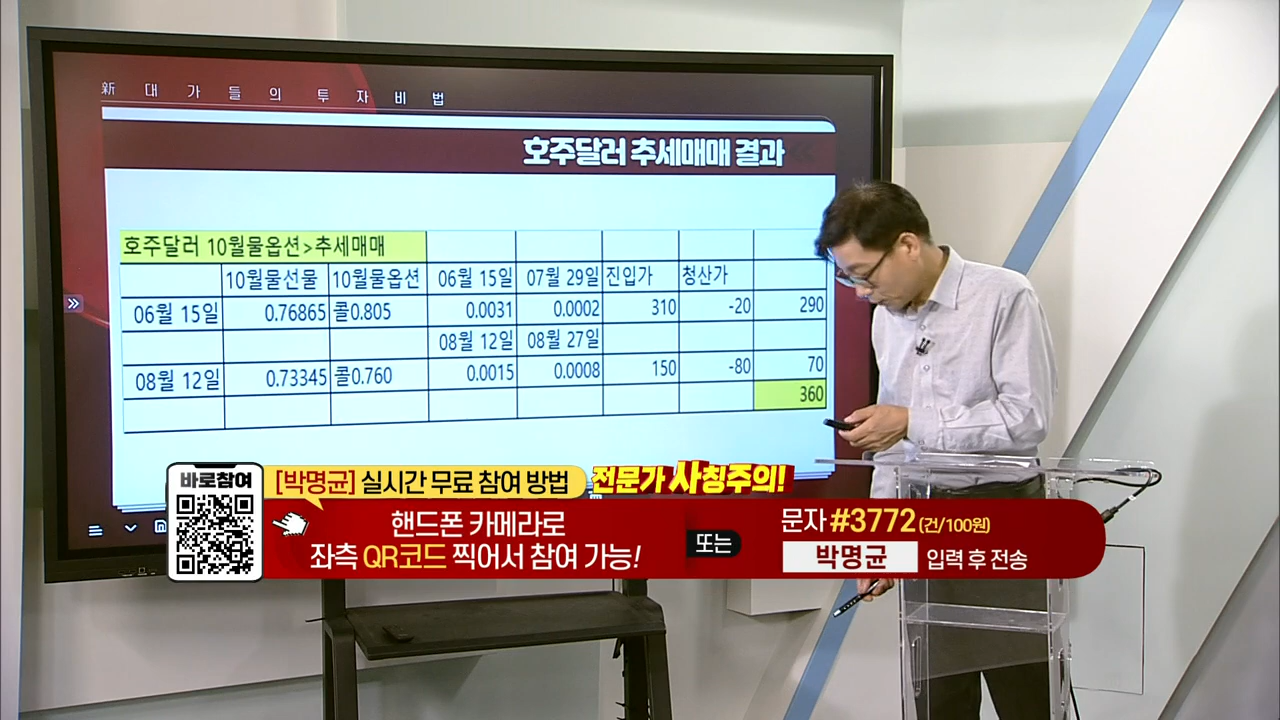 新 대 가 들 의 투 자 비 법
호주달러 추세매매 결과
호주달러 10월물옵션>추세매매
10월물선물 10월물옵션 06월 15일 07월 29일 진입가 청산가
06월 15일 0.76865 콜0.805 0.0031 0.0002 310 -20 290
08월 12일 08월 27일
08월 12일 0.73345 콜0.760 0.0015 0.0008 150 -80 70
360
바로참여 [박명균] 실시간 무료 참여 방법 전문가 사칭주의!
핸드폰 카메라로
좌측 QR코드 찍어서 참여 가능!
또는
문자 #3772 (건/100원)
박명균 입력 후 전송